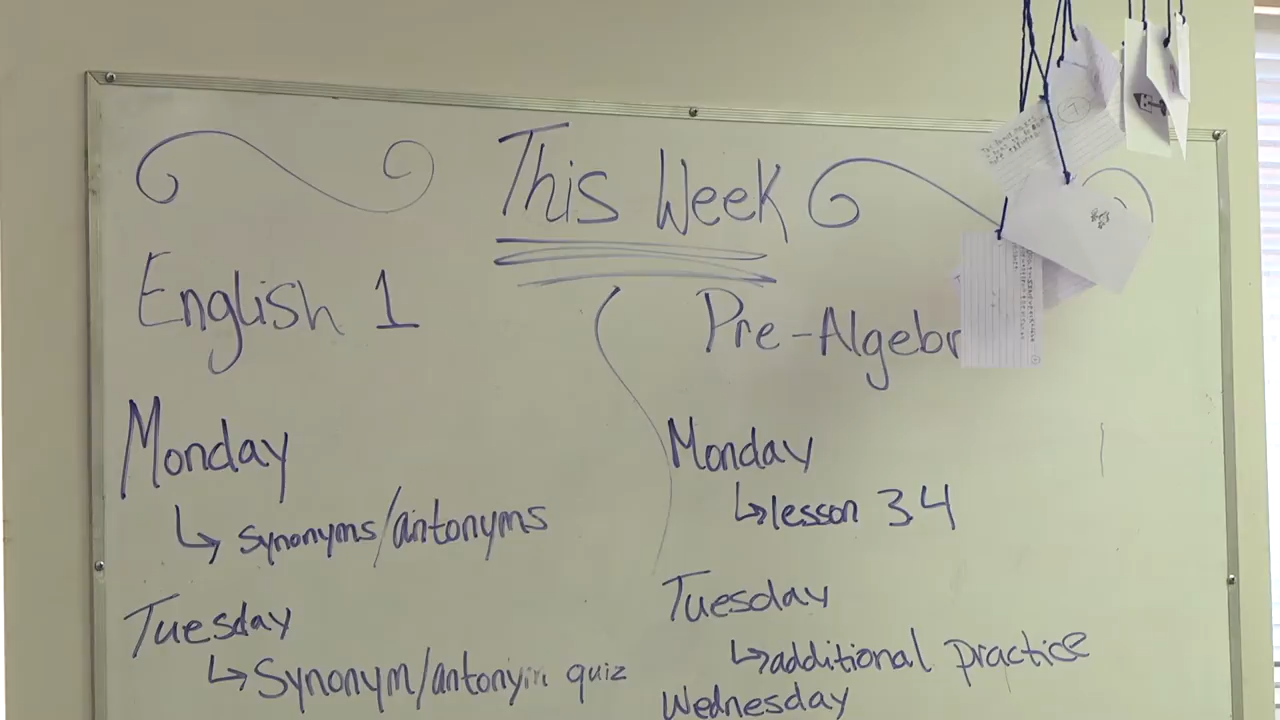 This Week
English 1
Monday
↳ synonyms/antonyms
Tuesday
↳ Synonym/antonym quiz
Pre-Algebr
Monday
↳ lesson 34
Tuesday
↳ additional practice
Wednesday